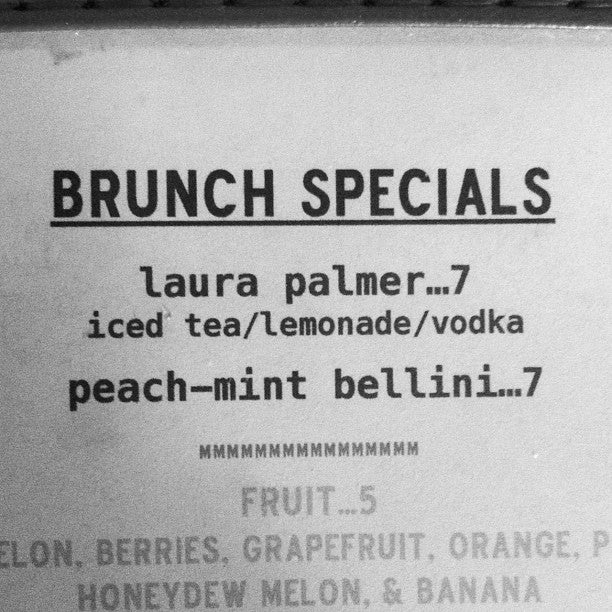 BRUNCH SPECIALS
laura palmer...7
iced tea/lemonade/vodka
peach-mint bellini...7
MMMMMMMMMMMMMMMM
FRUIT...5
BERRIES, GRAPEFRUIT, ORANGE,
HONEYDEW MELON, & BANANA